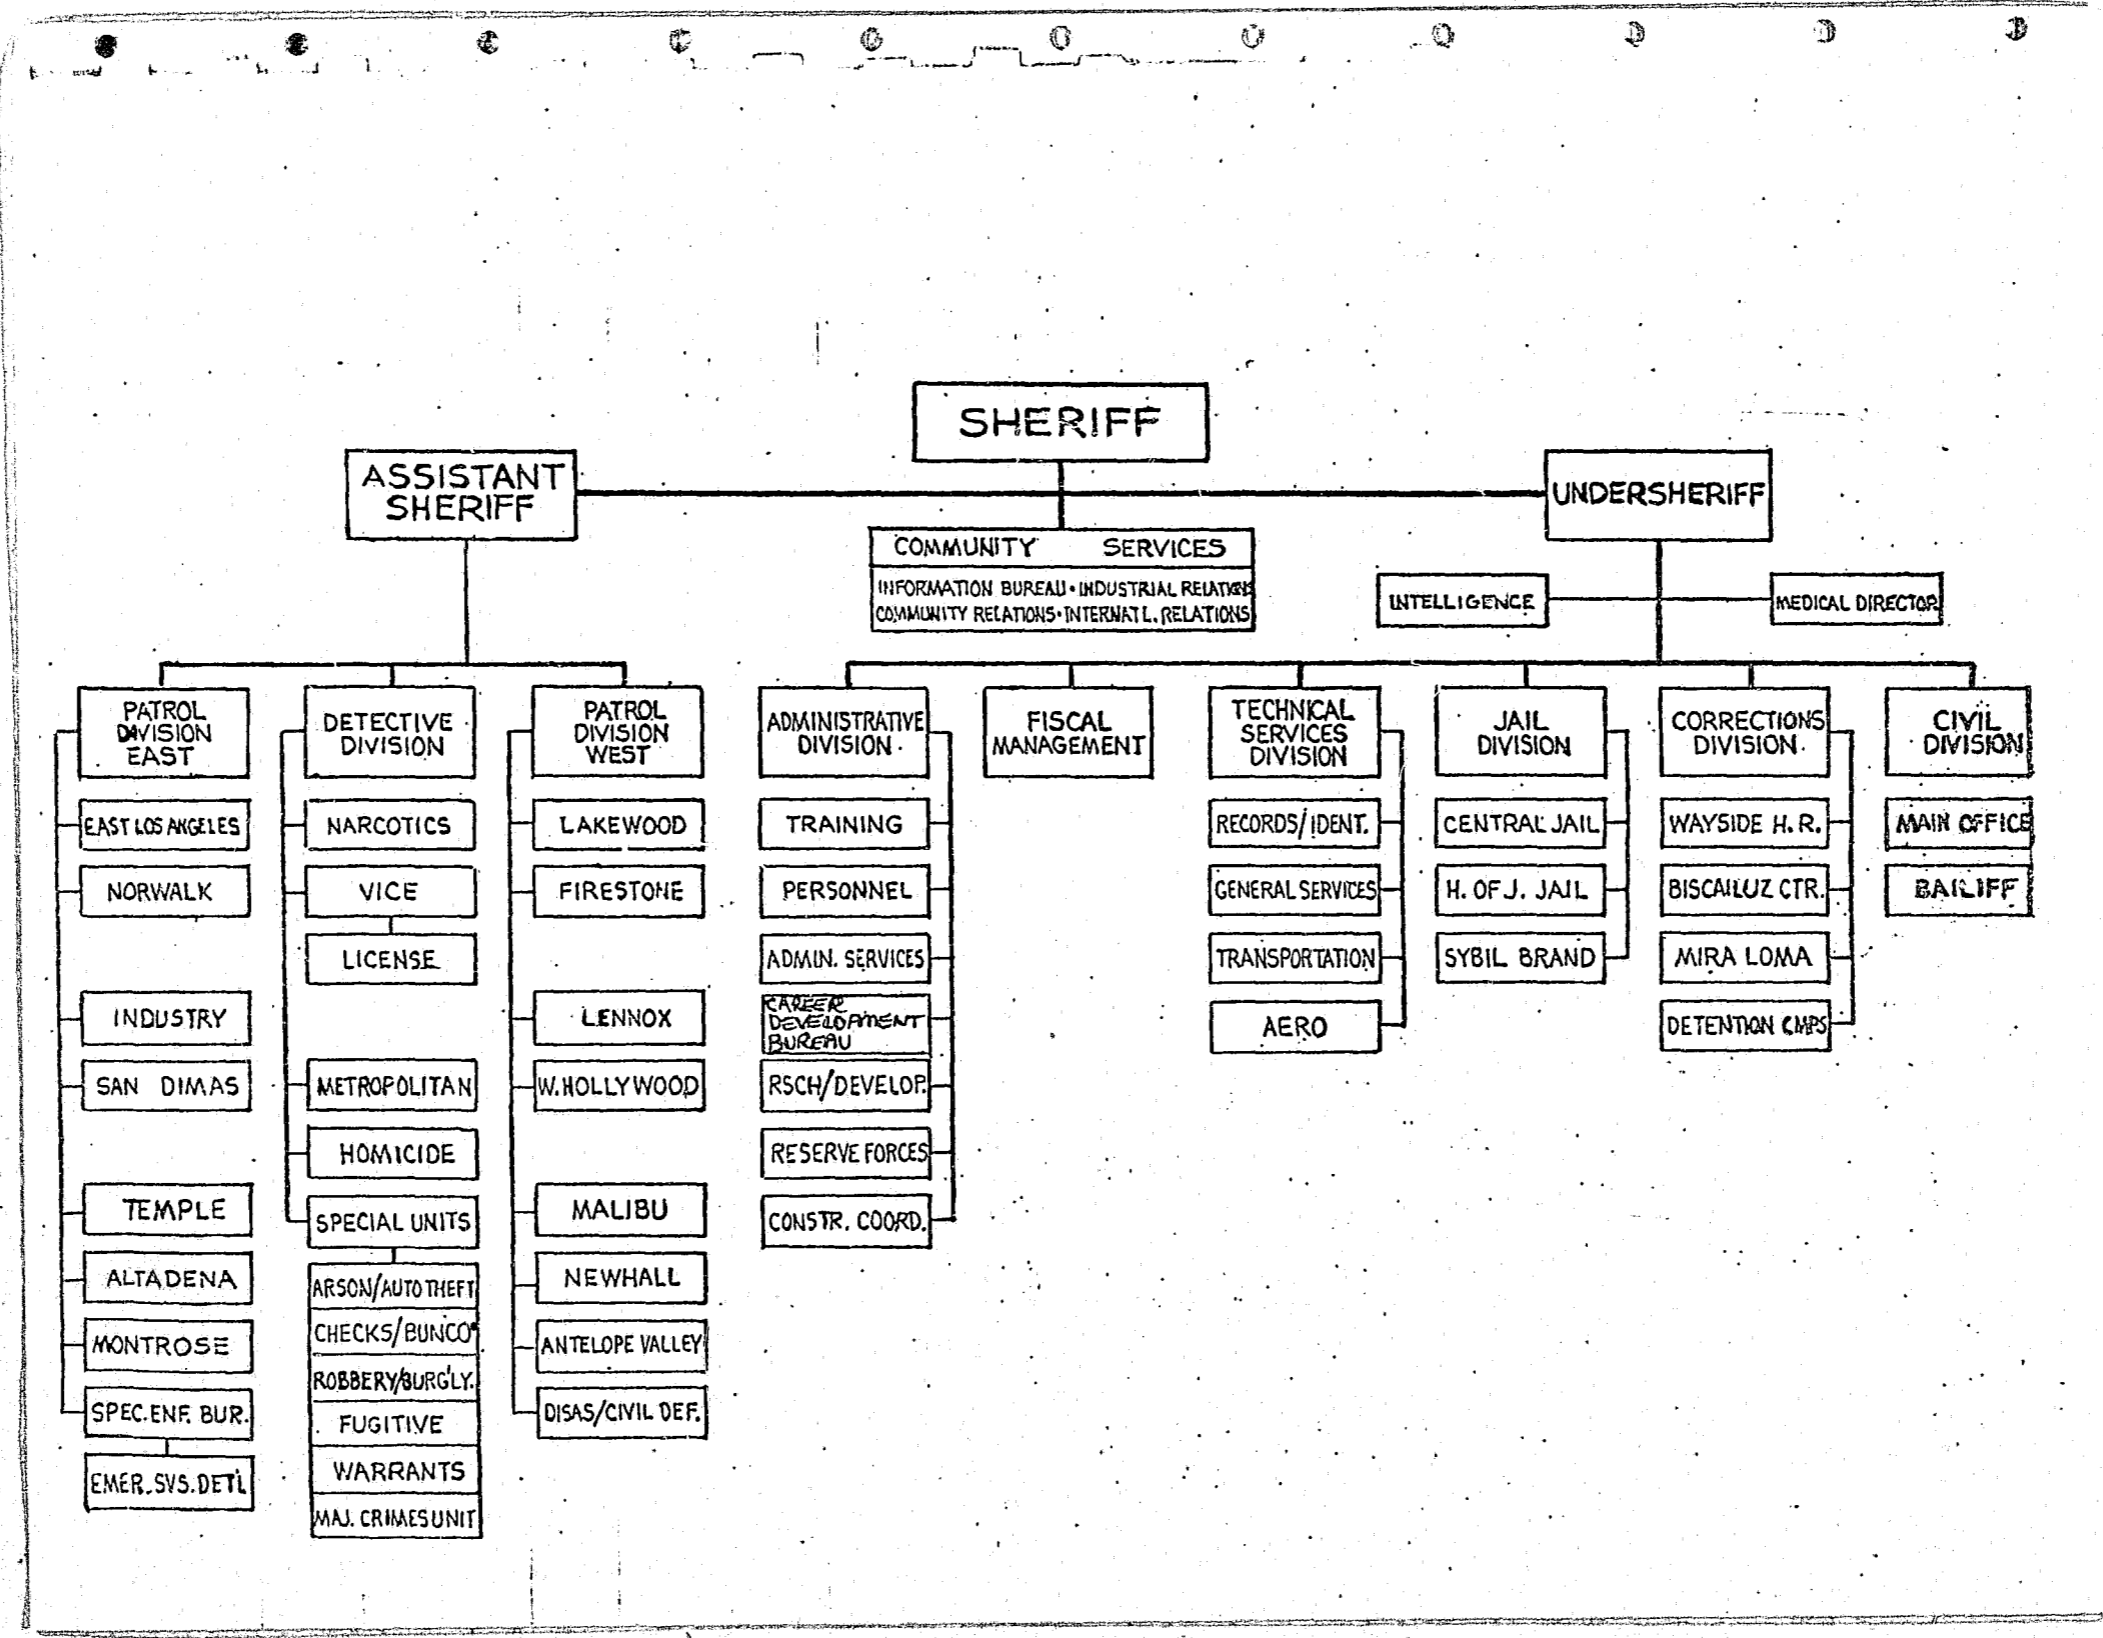 SHERIFF
ASSISTANT
SHERIFF
UNDERSHERIFF
COMMUNITY SERVICES
INFORMATION BUREAU • INDUSTRIAL RELATIONS
COMMUNITY RELATIONS • INTERNAT'L. RELATIONS
INTELLIGENCE
MEDICAL DIRECTOR
PATROL
DIVISION
EAST
EAST LOS ANGELES
NORWALK
INDUSTRY
SAN DIMAS
TEMPLE
ALTADENA
MONTROSE
SPEC. ENF. BUR.
EMER. SVS. DET'L
DETECTIVE
DIVISION
NARCOTICS
VICE
LICENSE
METROPOLITAN
HOMICIDE
SPECIAL UNITS
ARSON/AUTO THEFT
CHECKS/BUNCO
ROBBERY/BURG'LY.
FUGITIVE
WARRANTS
MAJ. CRIMES UNIT
PATROL
DIVISION
WEST
LAKEWOOD
FIRESTONE
LENNOX
W. HOLLYWOOD
MALIBU
NEWHALL
ANTELOPE VALLEY
DISAS/CIVIL DEF.
ADMINISTRATIVE
DIVISION
TRAINING
PERSONNEL
ADMIN. SERVICES
CAREER
DEVELOPMENT
BUREAU
RSCH/DEVELOP.
RESERVE FORCES
CONSTR. COORD.
FISCAL
MANAGEMENT
TECHNICAL
SERVICES
DIVISION
RECORDS/IDENT.
GENERAL SERVICES
TRANSPORTATION
AERO
JAIL
DIVISION
CENTRAL JAIL
H. OF J. JAIL
SYBIL BRAND
CORRECTIONS
DIVISION
WAYSIDE H. R.
BISCAILUZ CTR.
MIRA LOMA
DETENTION CMPS
CIVIL
DIVISION
MAIN OFFICE
BAILIFF